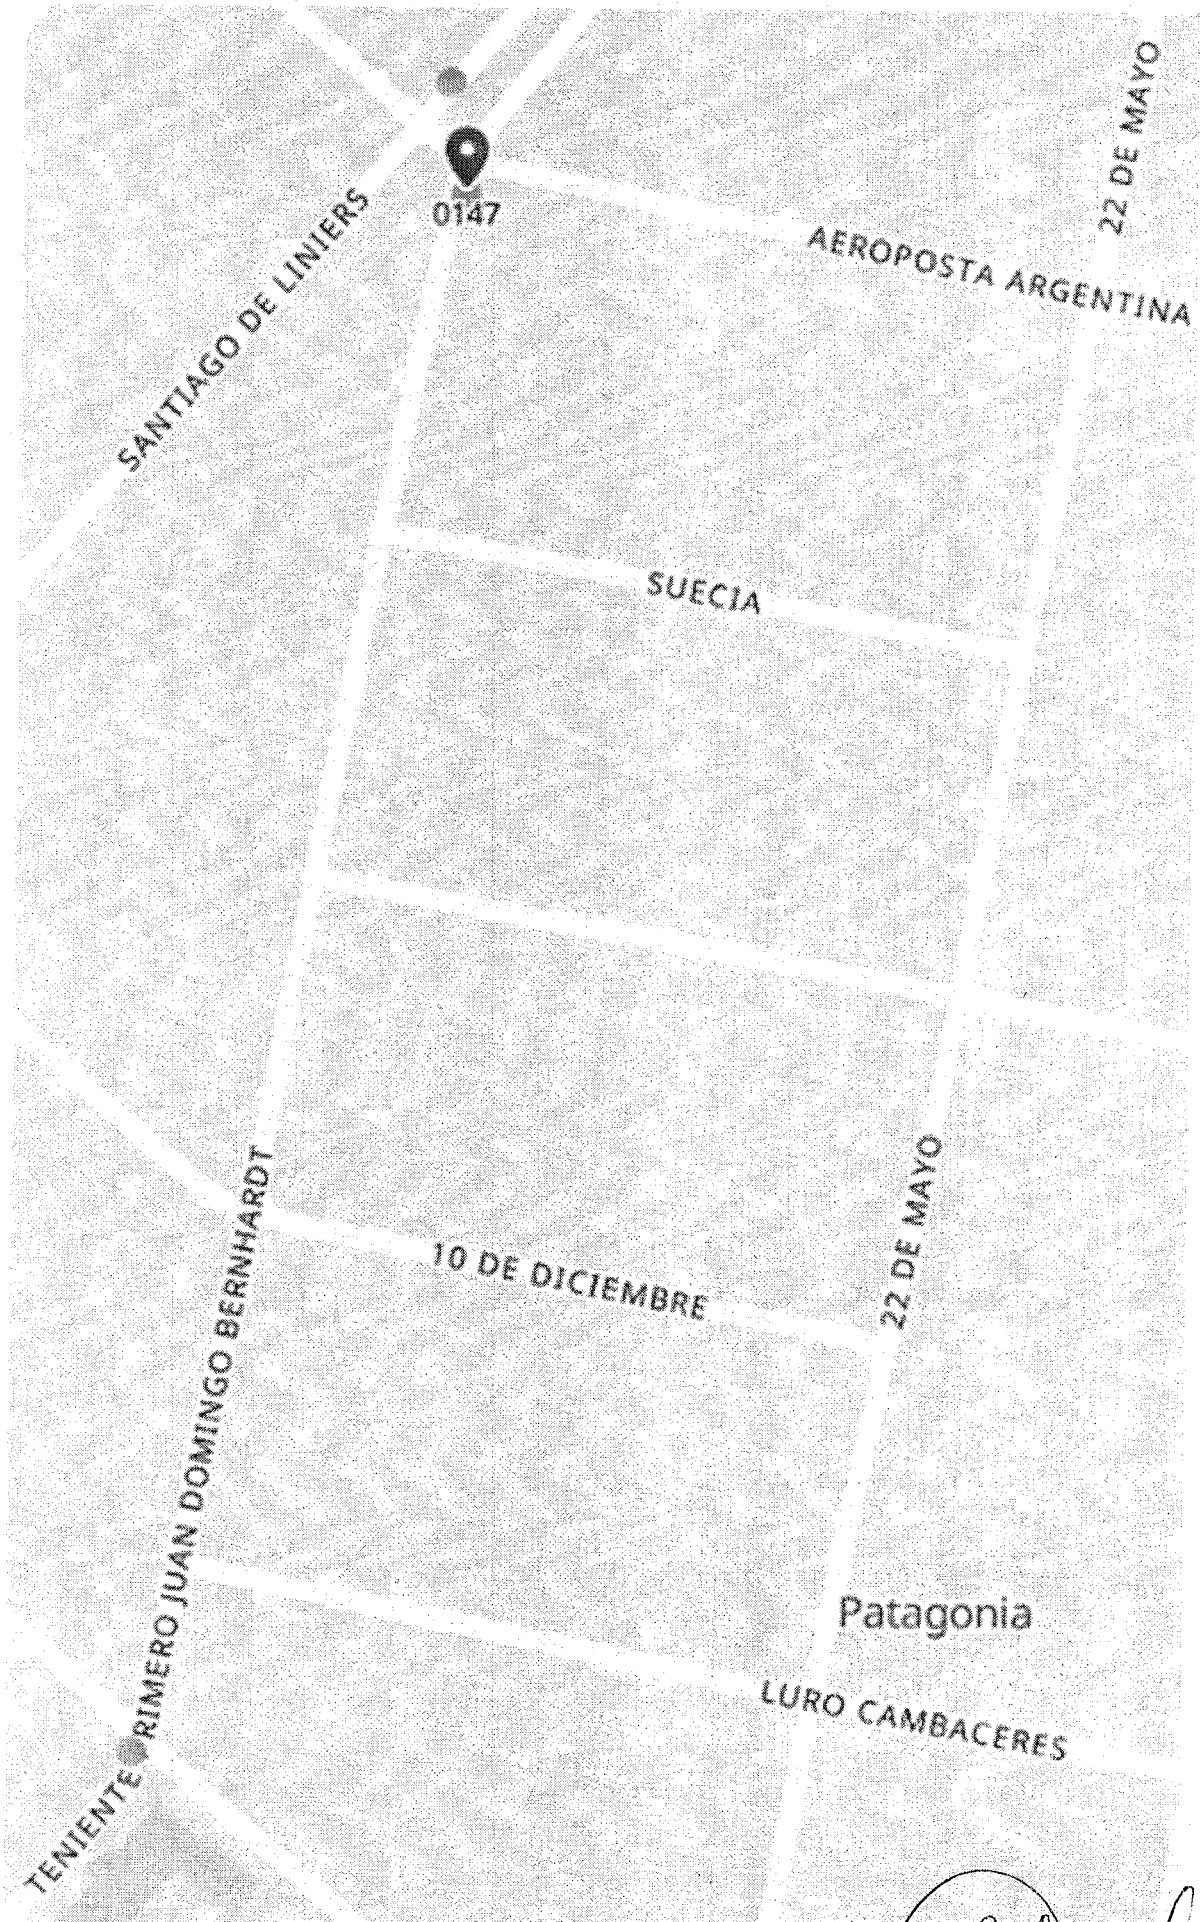 22 DE MAYO
0147
SANTIAGO DE LINIERS
AEROPOSTA ARGENTINA
SUECIA
22 DE MAYO
10 DE DICIEMBRE
TENIENTE RIMERO JUAN DOMINGO BERNHARDT
Patagonia
LURO CAMBACERES